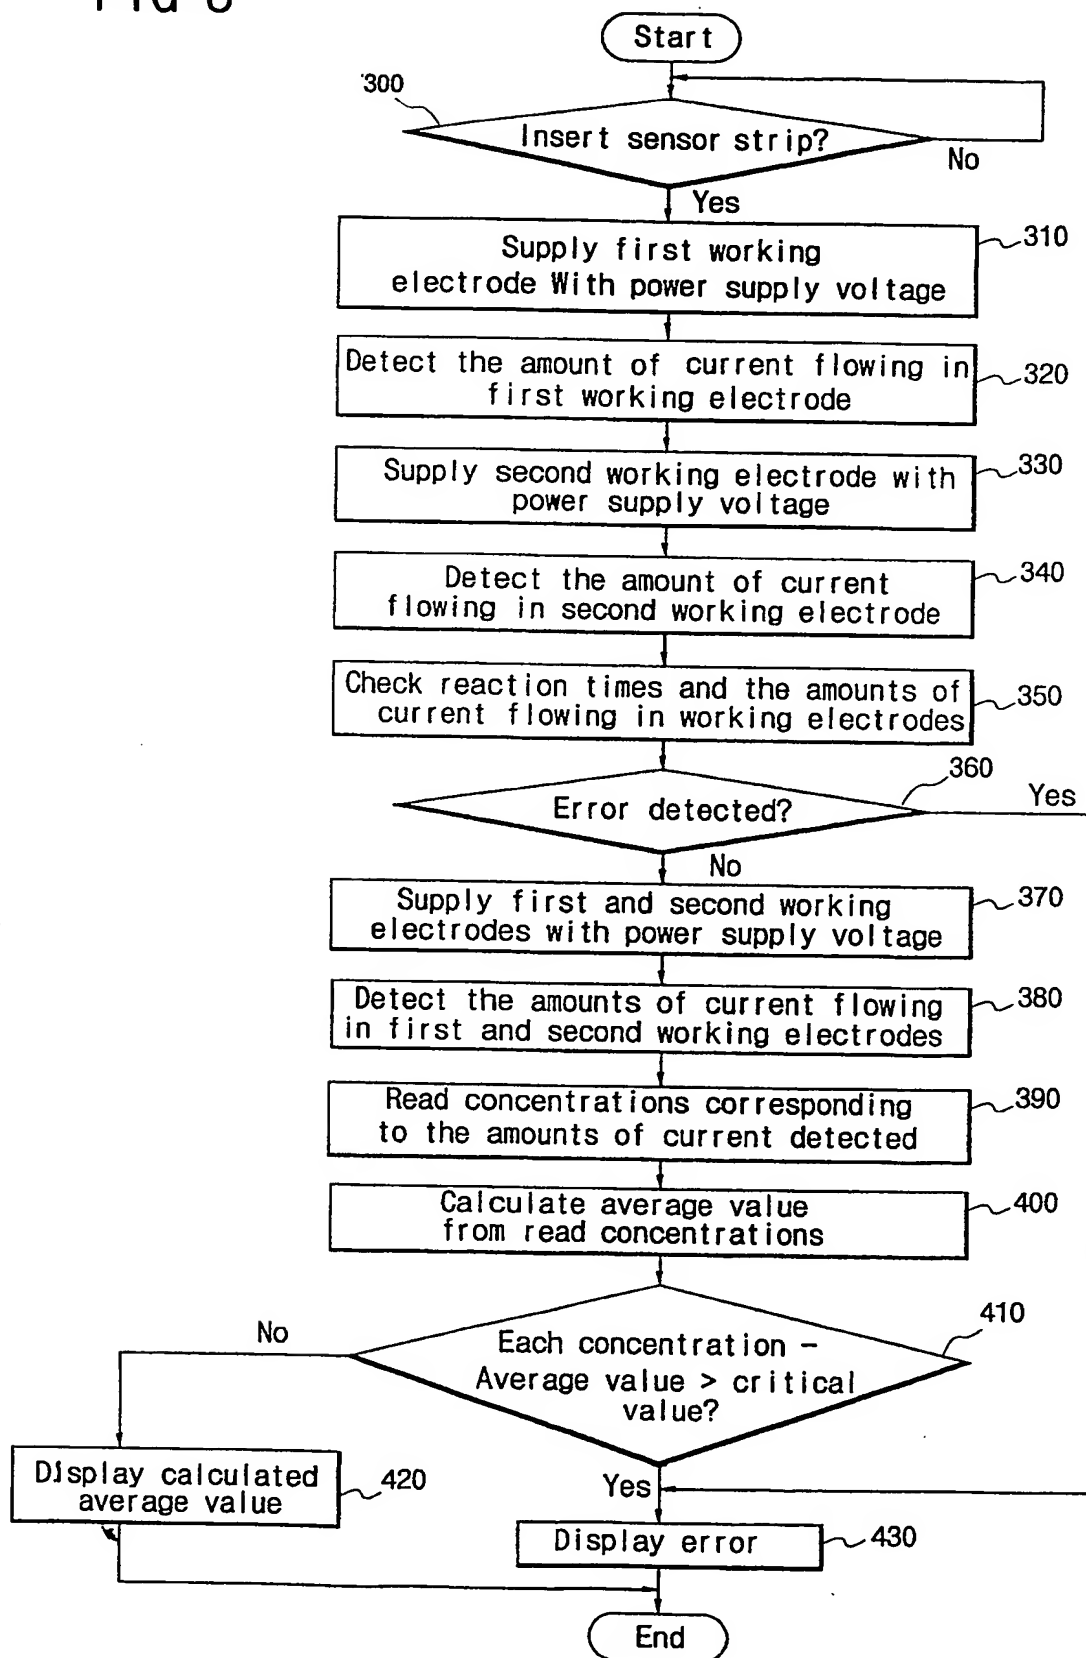 Start
300
Insert sensor strip?
No
Yes
Supply first working
electrode With power supply voltage
310
Detect the amount of current flowing in
first working electrode
320
Supply second working electrode with
power supply voltage
330
Detect the amount of current
flowing in second working electrode
340
Check reaction times and the amounts of
current flowing in working electrodes
350
360
Error detected?
Yes
No
Supply first and second working
electrodes with power supply voltage
370
Detect the amounts of current flowing
in first and second working electrodes
380
Read concentrations corresponding
to the amounts of current detected
390
Calculate average value
from read concentrations
400
410
No
Each concentration –
Average value > critical
value?
Display calculated
average value
420
Yes
Display error
430
End